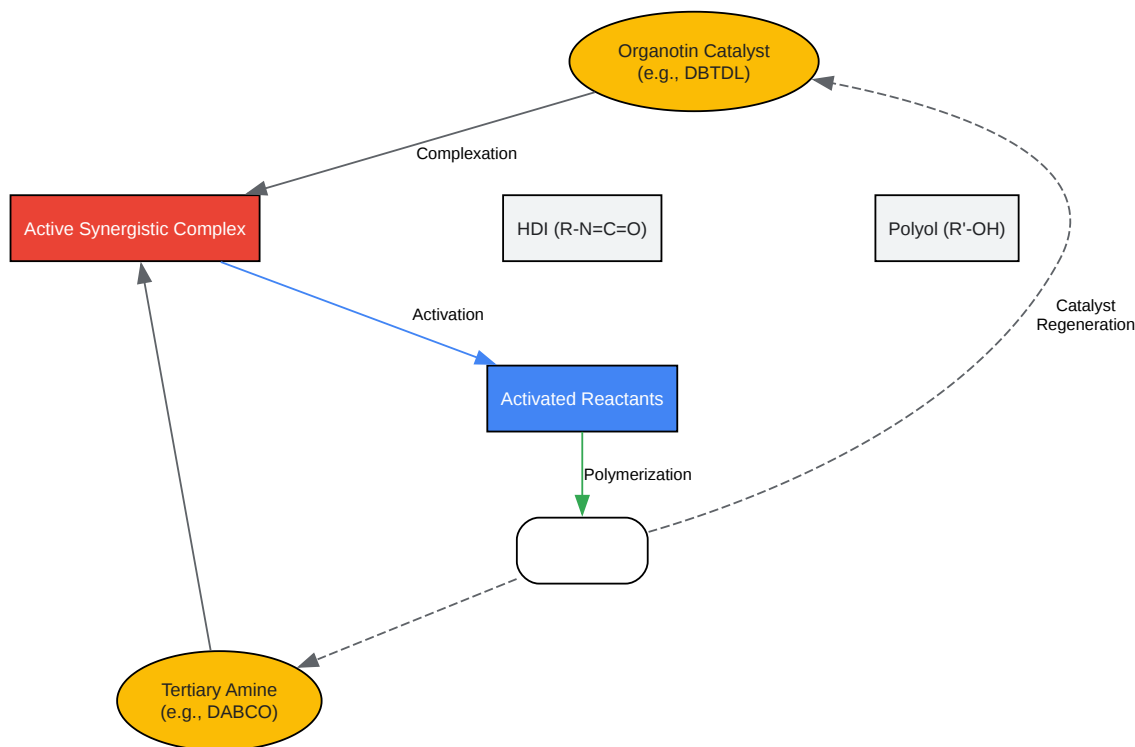 Organotin Catalyst
(e.g., DBTDL)
Complexation
Active Synergistic Complex
HDI (R-N=C=O)
Polyol (R'-OH)
Activation
Catalyst
Regeneration
Activated Reactants
Polymerization
Tertiary Amine
(e.g., DABCO)